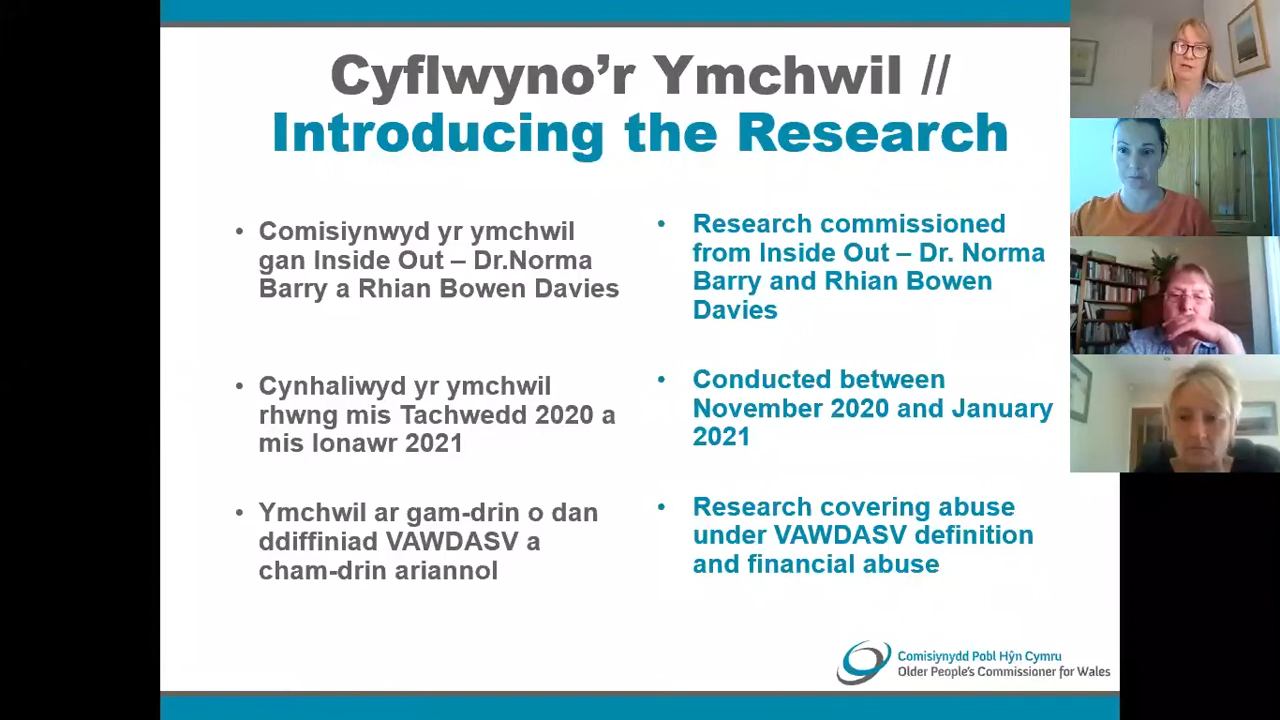 Cyflwyno’r Ymchwil //
Introducing the Research
• Comisiynwyd yr ymchwil
gan Inside Out – Dr.Norma
Barry a Rhian Bowen Davies
• Cynhaliwyd yr ymchwil
rhwng mis Tachwedd 2020 a
mis Ionawr 2021
• Ymchwil ar gam-drin o dan
ddiffiniad VAWDASV a
cham-drin ariannol
• Research commissioned
from Inside Out – Dr. Norma
Barry and Rhian Bowen
Davies
• Conducted between
November 2020 and January
2021
• Research covering abuse
under VAWDASV definition
and financial abuse
Comisiynydd Pobl Hŷn Cymru
Older People's Commissioner for Wales